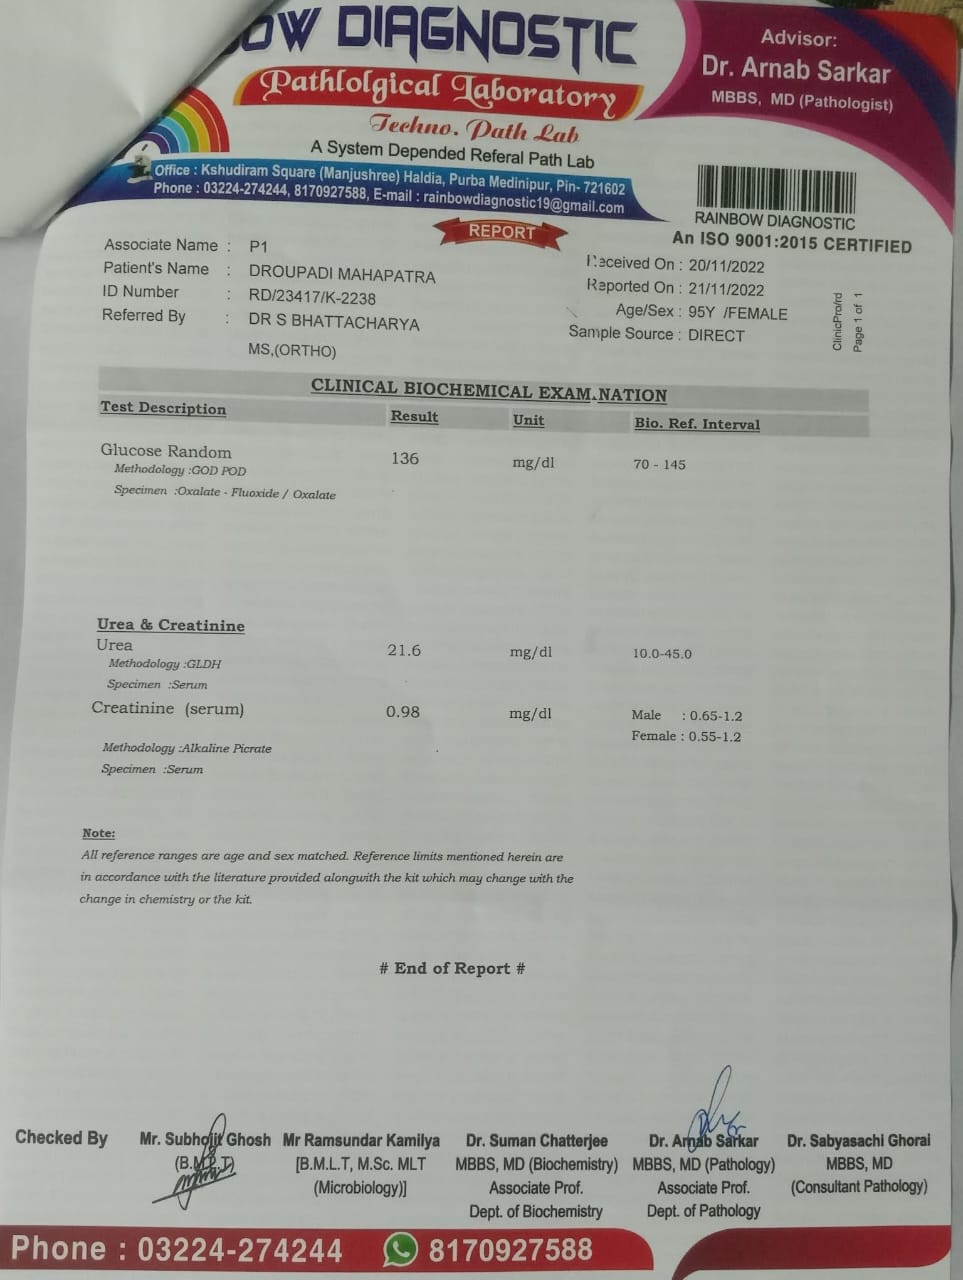 OW DIAGNOSTIC
Pathlolgical Laboratory
Techno. Path Lab
A System Depended Referal Path Lab
Office : Kshudiram Square (Manjushree) Haldia, Purba Medinipur, Pin- 721602
Phone : 03224-274244, 8170927588, E-mail : rainbowdiagnostic19@gmail.com
Advisor:
Dr. Arnab Sarkar
MBBS, MD (Pathologist)
RAINBOW DIAGNOSTIC
An ISO 9001:2015 CERTIFIED
REPORT
Associate Name : P1
Patient's Name : DROUPADI MAHAPATRA
ID Number : RD/23417/K-2238
Referred By : DR S BHATTACHARYA
MS,(ORTHO)
Received On : 20/11/2022
Reported On : 21/11/2022
Age/Sex : 95Y /FEMALE
Sample Source : DIRECT
ClinicPro/rd
Page 1 of 1
CLINICAL BIOCHEMICAL EXAM.NATION
Test Description Result Unit Bio. Ref. Interval
Glucose Random 136 mg/dl 70 - 145
Methodology :GOD POD
Specimen :Oxalate - Fluoxide / Oxalate
Urea & Creatinine
Urea 21.6 mg/dl 10.0-45.0
Methodology :GLDH
Specimen :Serum
Creatinine (serum) 0.98 mg/dl Male : 0.65-1.2
Female : 0.55-1.2
Methodology :Alkaline Picrate
Specimen :Serum
Note:
All reference ranges are age and sex matched. Reference limits mentioned herein are
in accordance with the literature provided alongwith the kit which may change with the
change in chemistry or the kit.
# End of Report #
Checked By
Mr. Subhojit Ghosh
(B.M.L.T)
Mr Ramsundar Kamilya
[B.M.L.T, M.Sc. MLT
(Microbiology)]
Dr. Suman Chatterjee
MBBS, MD (Biochemistry)
Associate Prof.
Dept. of Biochemistry
Dr. Arnab Sarkar
MBBS, MD (Pathology)
Associate Prof.
Dept. of Pathology
Dr. Sabyasachi Ghorai
MBBS, MD
(Consultant Pathology)
Phone : 03224-274244 8170927588